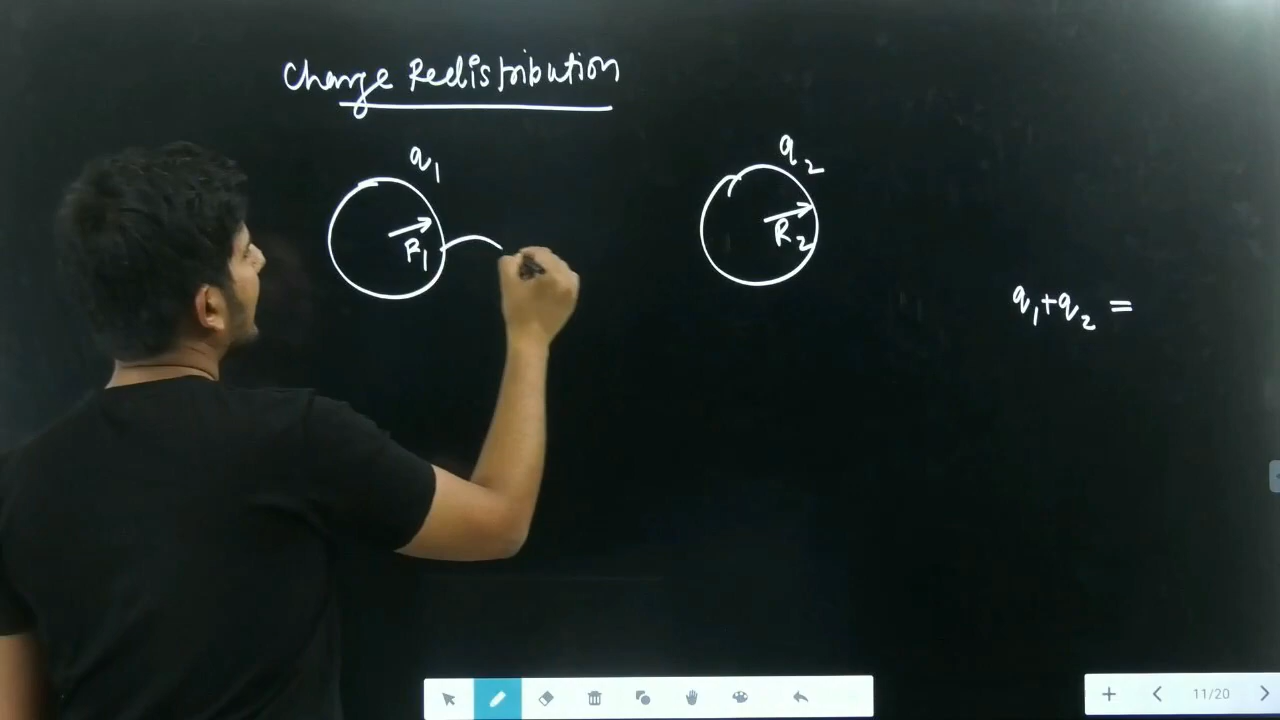 Charge Redistribution
q1 q2
R1 R2
q1+q2 =
11/20